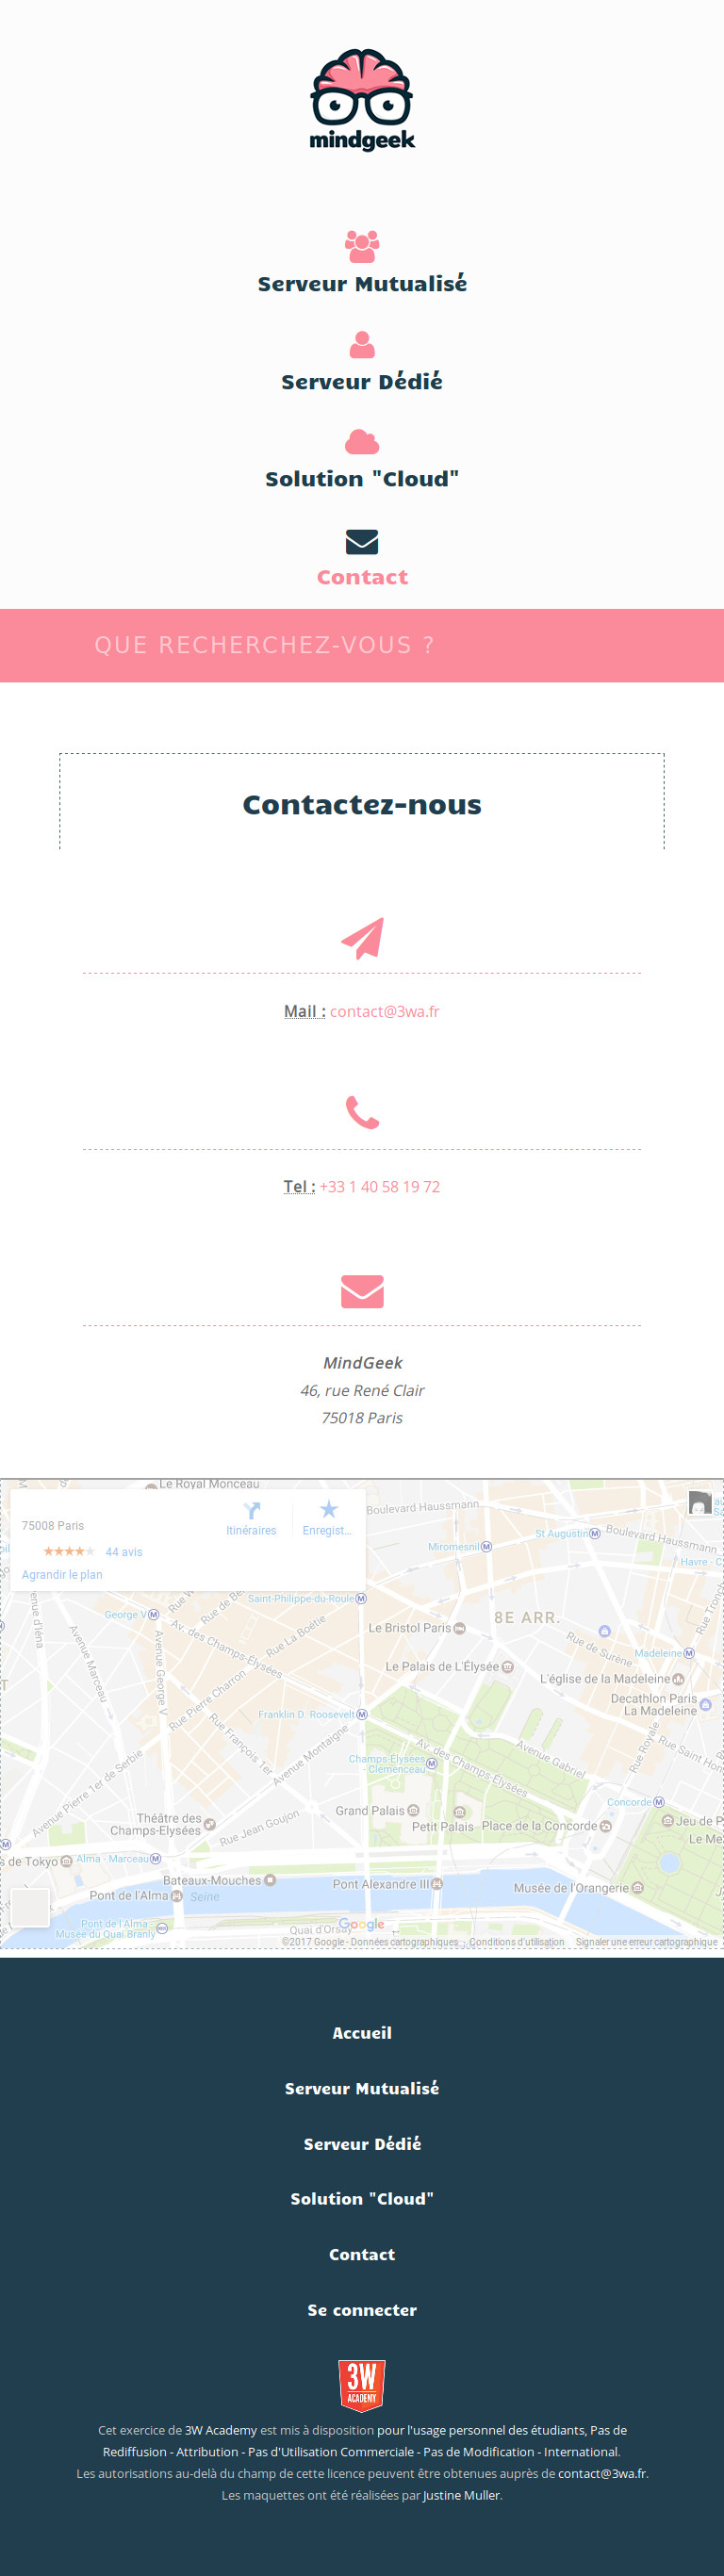 mindgeek
Serveur Mutualisé
Serveur Dédié
Solution "Cloud"
Contact
QUE RECHERCHEZ-VOUS ?
Contactez-nous
Mail : contact@3wa.fr
Tel : +33 1 40 58 19 72
MindGeek
46, rue René Clair
75018 Paris
Le Royal Monceau
75008 Paris
Itinéraires
Enregist...
44 avis
Agrandir le plan
Boulevard Haussmann
St Augustin
Boulevard Haussmann
Miromesnil
Havre - C
Saint-Philippe-du-Roule
George V
Rue de Be
Rue La Boétie
Av. des Champs-Élysées
Avenue Marceau
Avenue George V
Le Bristol Paris
8E ARR.
Rue de Surène
Madeleine
Rue Tronch
Le Palais de L'Élysée
L'église de la Madeleine
Decathlon Paris
La Madeleine
Rue Pierre Charron
Rue François 1er
Franklin D. Roosevelt
Avenue Montaigne
Rue Royale
Rue Saint Hon
Avenue Pierre 1er de Serbie
Champs-Élysées
- Clemenceau
Av. des Champs-Élysées
Avenue Gabriel
Concorde
Théâtre des
Champs-Elysées
Rue Jean Goujon
Grand Palais
Petit Palais
Place de la Concorde
Jeu de P
Le Me
s de Tokyo
Alma - Marceau
Bateaux-Mouches
Pont de l'Alma
Seine
Pont Alexandre III
Musée de l'Orangerie
Pont de l'Alma
Musée du Quai Branly
Quai d'Orsay
Google
©2017 Google - Données cartographiques
Conditions d'utilisation
Signaler une erreur cartographique
Accueil
Serveur Mutualisé
Serveur Dédié
Solution "Cloud"
Contact
Se connecter
3W
ACADEMY
Cet exercice de 3W Academy est mis à disposition pour l'usage personnel des étudiants, Pas de
Rediffusion - Attribution - Pas d'Utilisation Commerciale - Pas de Modification - International.
Les autorisations au-delà du champ de cette licence peuvent être obtenues auprès de contact@3wa.fr.
Les maquettes ont été réalisées par Justine Muller.